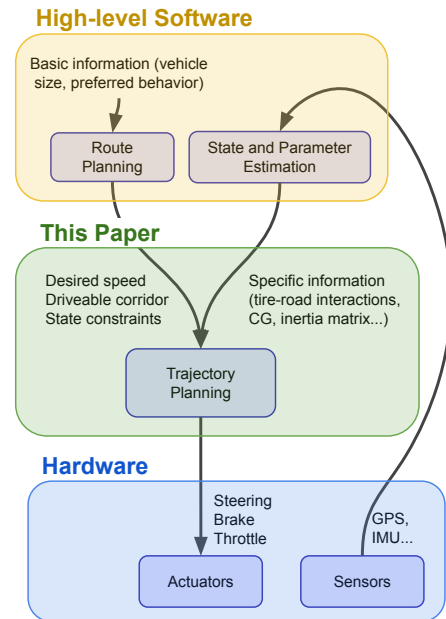 High-level Software
Basic information (vehicle
size, preferred behavior)
Route
Planning
State and Parameter
Estimation
This Paper
Desired speed
Driveable corridor
State constraints
Specific information
(tire-road interactions,
CG, inertia matrix...)
Trajectory
Planning
Hardware
Steering
Brake
Throttle
GPS,
IMU...
Actuators
Sensors